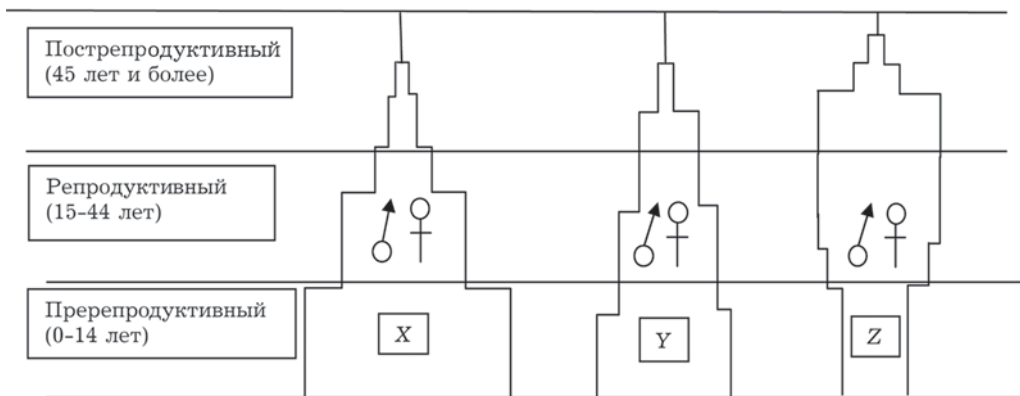 Пострепродуктивный
(45 лет и более)
Репродуктивный
(15–44 лет)
Пререпродуктивный
(0–14 лет)
X
Y
Z